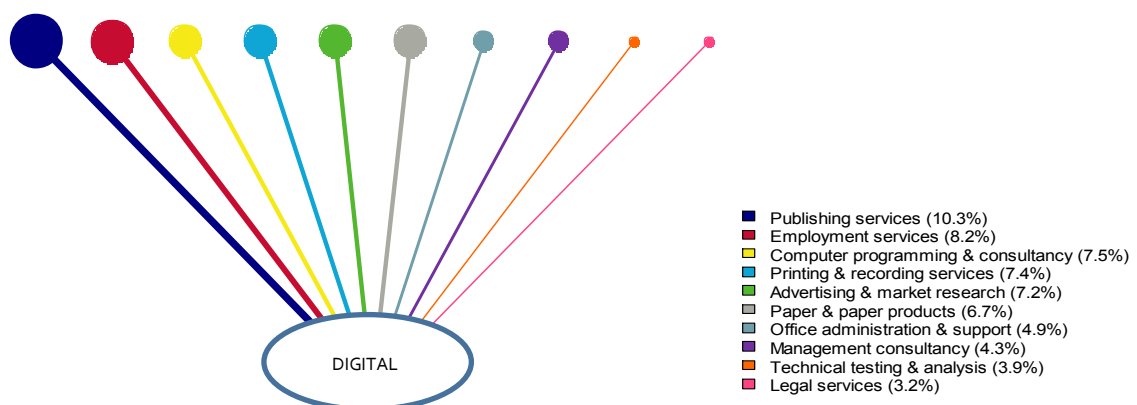 Publishing services (10.3%)
Employment services (8.2%)
Computer programming & consultancy (7.5%)
Printing & recording services (7.4%)
Advertising & market research (7.2%)
Paper & paper products (6.7%)
Office administration & support (4.9%)
Management consultancy (4.3%)
Technical testing & analysis (3.9%)
Legal services (3.2%)
DIGITAL